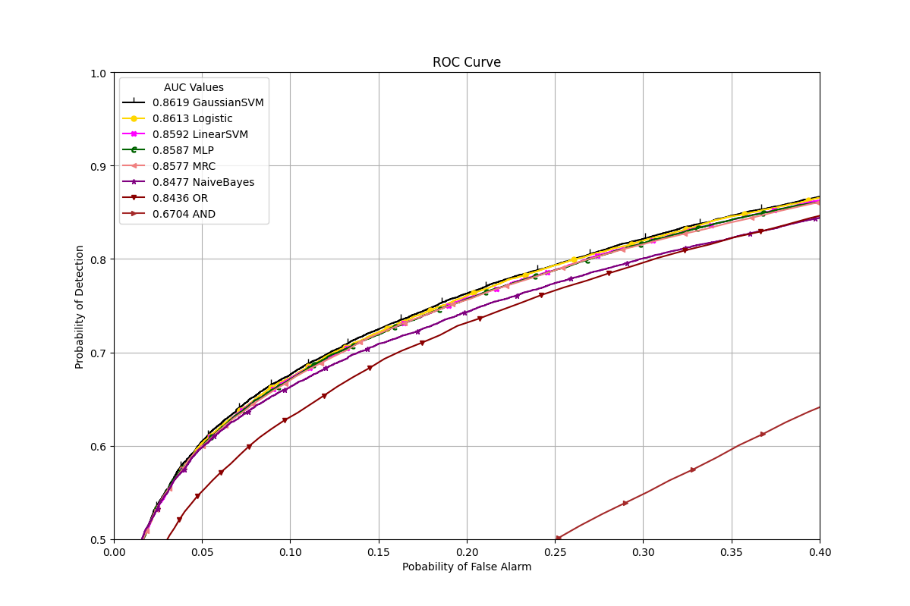 ROC Curve
AUC Values
0.8619 GaussianSVM
0.8613 Logistic
0.8592 LinearSVM
0.8587 MLP
0.8577 MRC
0.8477 NaiveBayes
0.8436 OR
0.6704 AND
1.0
0.9
0.8
0.7
0.6
0.5
Probability of Detection
0.00 0.05 0.10 0.15 0.20 0.25 0.30 0.35 0.40
Pobability of False Alarm